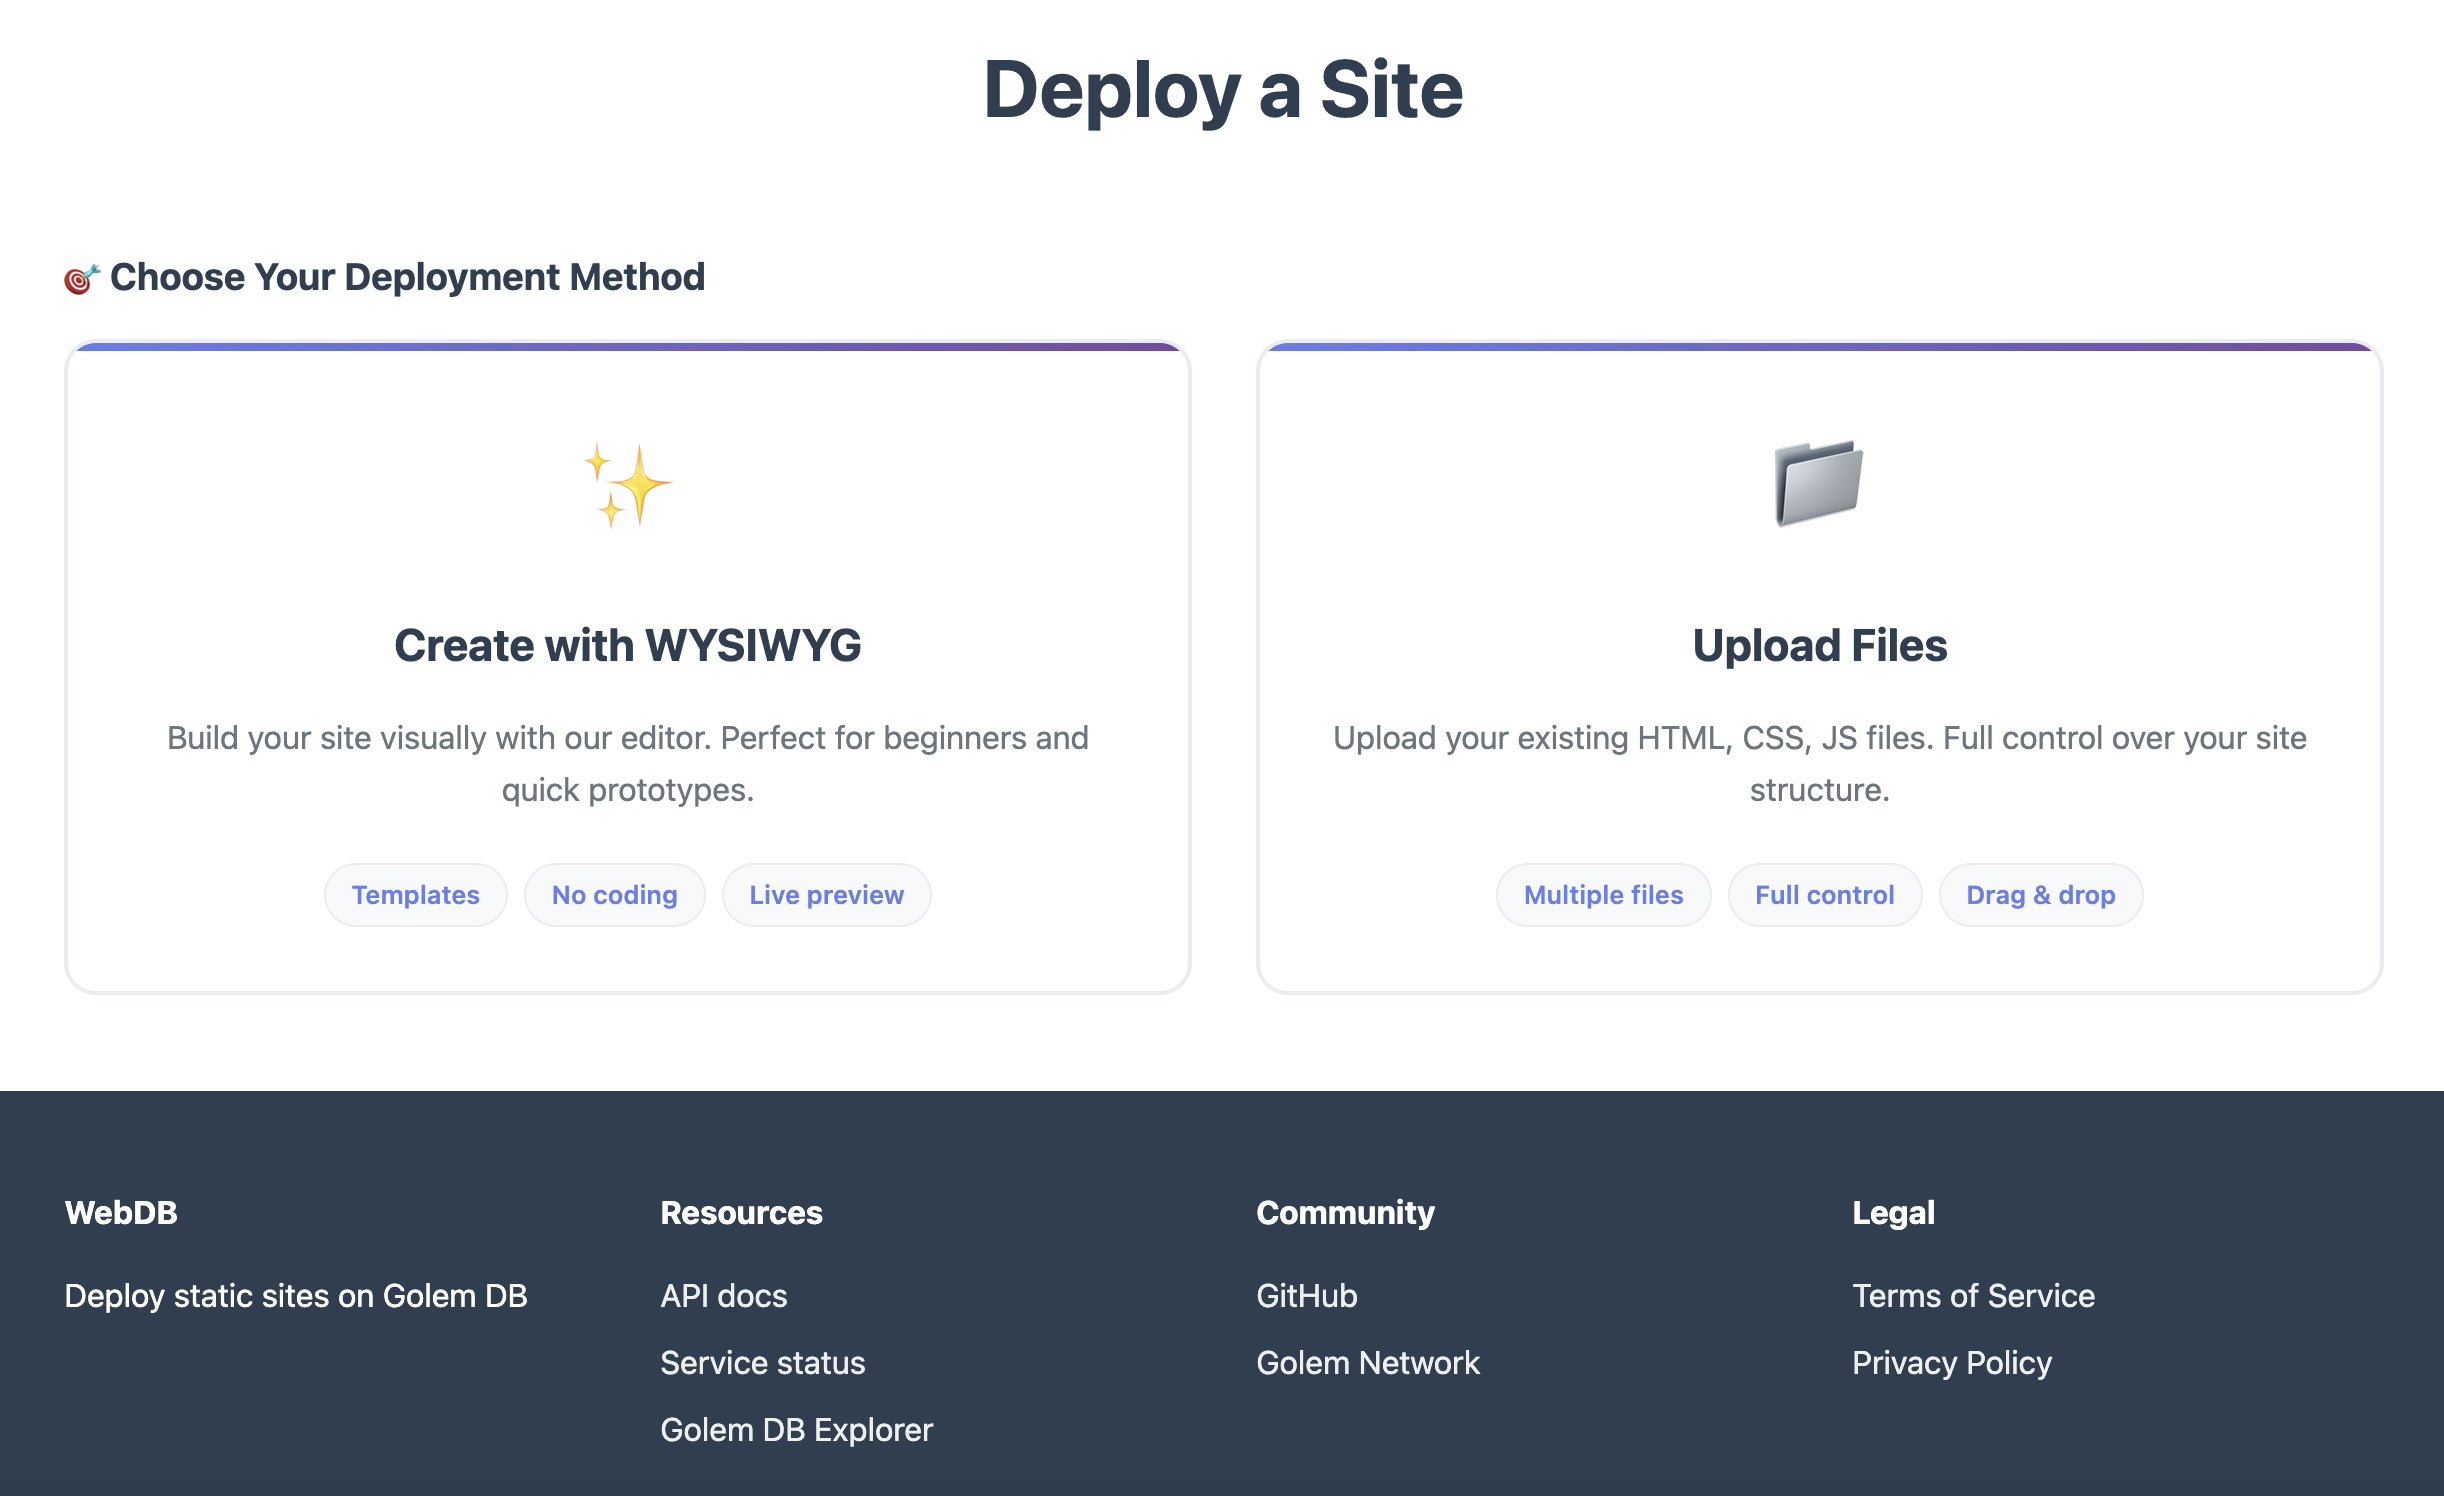 Deploy a Site
🎯 Choose Your Deployment Method
Create with WYSIWYG
Build your site visually with our editor. Perfect for beginners and
quick prototypes.
Templates
No coding
Live preview
Upload Files
Upload your existing HTML, CSS, JS files. Full control over your site
structure.
Multiple files
Full control
Drag & drop
WebDB
Deploy static sites on Golem DB
Resources
API docs
Service status
Golem DB Explorer
Community
GitHub
Golem Network
Legal
Terms of Service
Privacy Policy